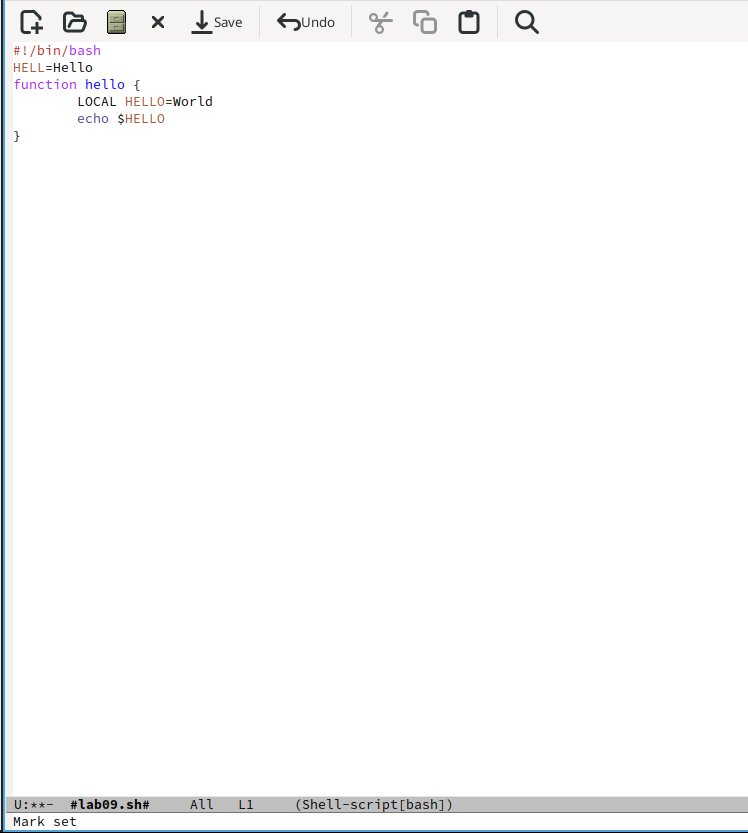 Save Undo
#!/bin/bash
HELL=Hello
function hello {
        LOCAL HELLO=World
        echo $HELLO
}
U:**-  #lab09.sh#     All   L1     (Shell-script[bash])
Mark set